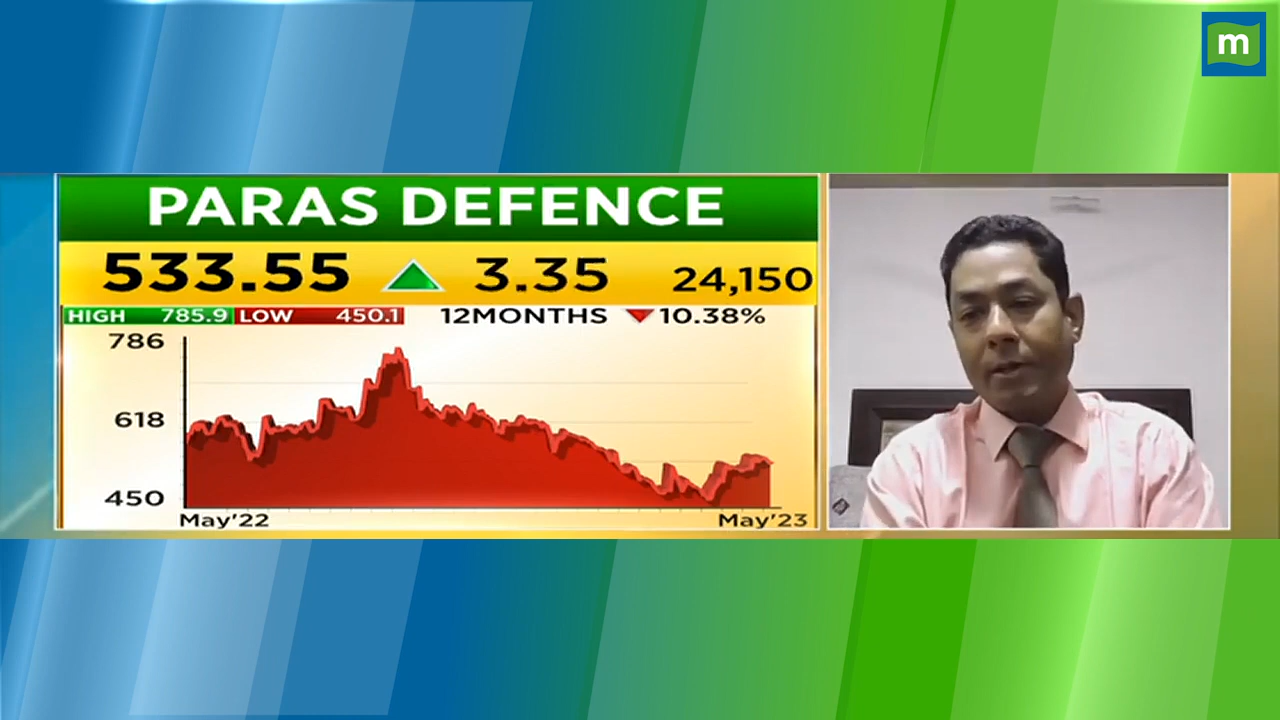 m
PARAS DEFENCE
533.55 ▲ 3.35 24,150
HIGH 785.9 LOW 450.1 12MONTHS ▼10.38%
786
618
450
May'22 May'23